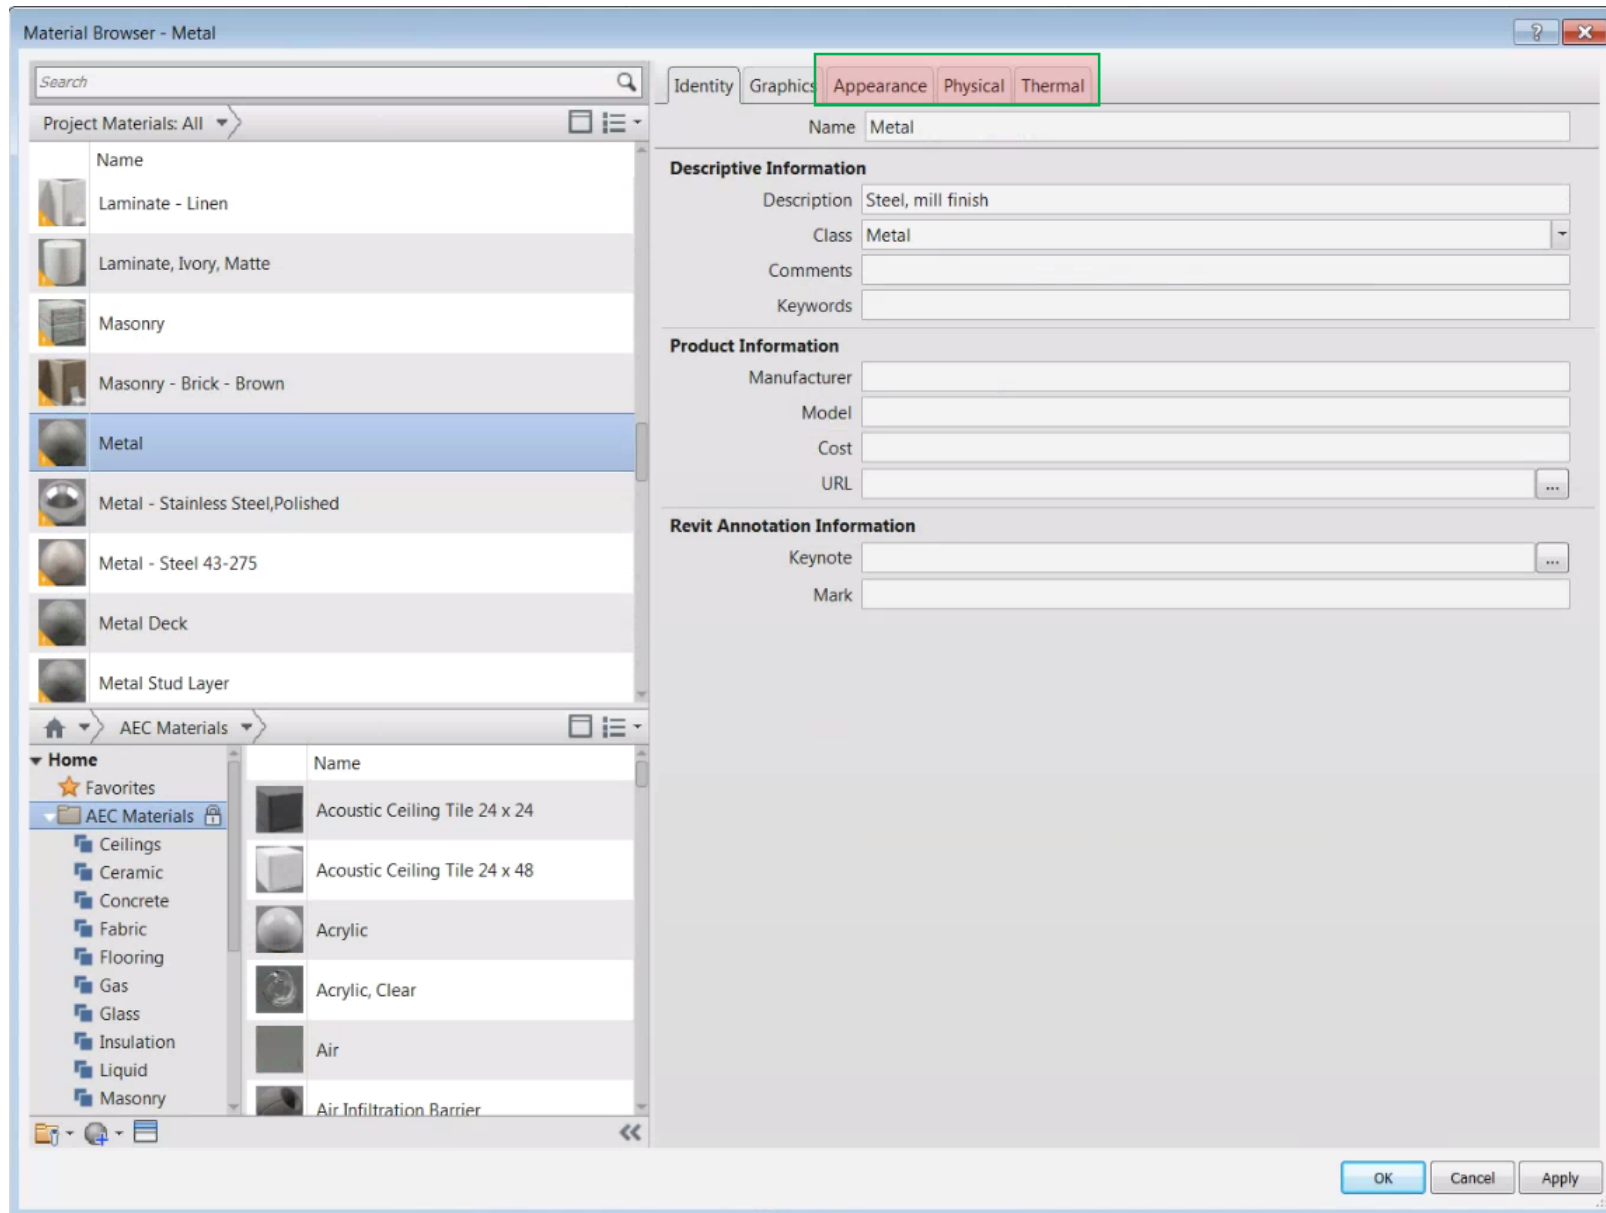 Material Browser - Metal
?
Search
Project Materials: All
Name
Laminate - Linen
Laminate, Ivory, Matte
Masonry
Masonry - Brick - Brown
Metal
Metal - Stainless Steel,Polished
Metal - Steel 43-275
Metal Deck
Metal Stud Layer
AEC Materials
Home
Favorites
AEC Materials
Ceilings
Ceramic
Concrete
Fabric
Flooring
Gas
Glass
Insulation
Liquid
Masonry
Name
Acoustic Ceiling Tile 24 x 24
Acoustic Ceiling Tile 24 x 48
Acrylic
Acrylic, Clear
Air
Air Infiltration Barrier
Identity Graphics Appearance Physical Thermal
Name Metal
Descriptive Information
Description Steel, mill finish
Class Metal
Comments
Keywords
Product Information
Manufacturer
Model
Cost
URL ...
Revit Annotation Information
Keynote ...
Mark
OK Cancel Apply